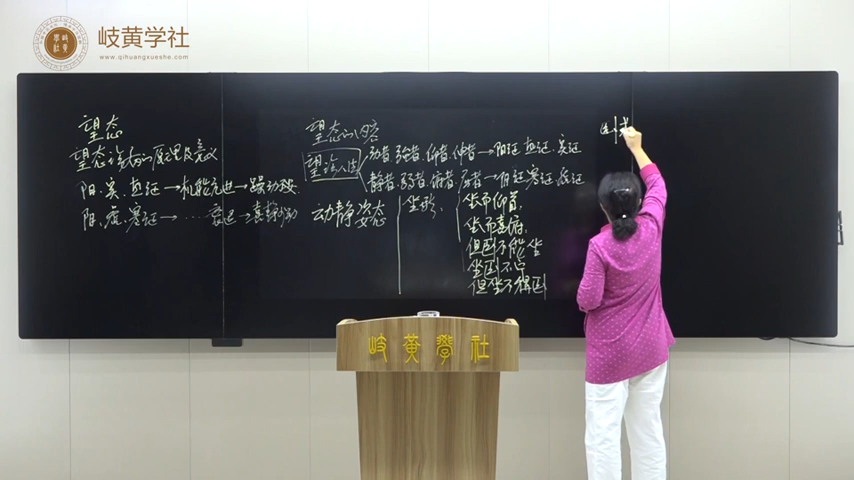 岐黄学社
www.qihuangxueshe.com
望态
望态诊病的原理及意义
阳、实、热证→机能亢进→躁动
阴、虚、寒证→……衰退→喜静少动
望态的内容
望诊八法
动者、强者、仰者、伸者→阳证、热证、实证
静者、弱者、俯者、屈者→阴证、寒证、虚证
动静姿态
坐形
坐而仰首
坐而喜俯
但卧不能坐
坐卧不定
但坐不得卧
岐黄學社